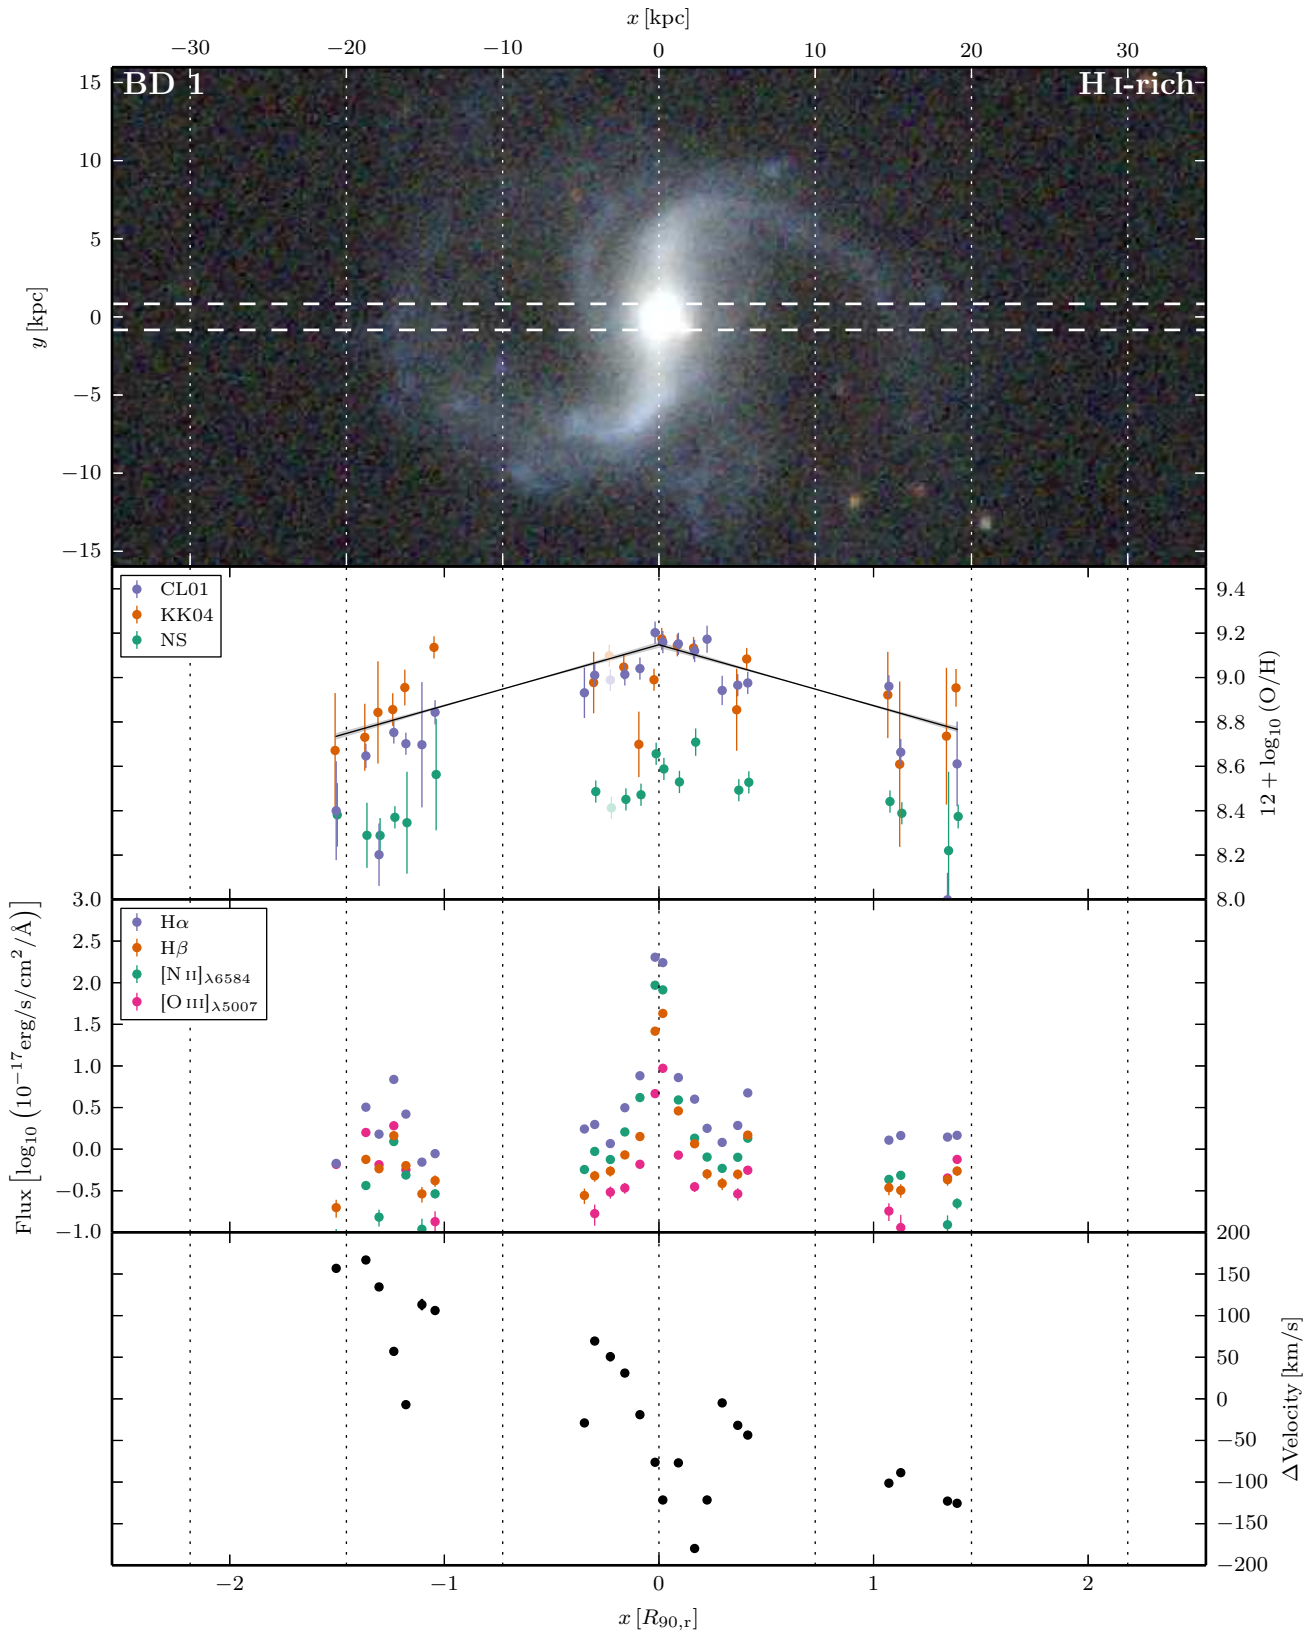 x [kpc]
−30 −20 −10 0 10 20 30
BD 1 H I-rich
15
10
5
0
−5
−10
−15
y [kpc]
CL01
KK04
NS
9.4
9.2
9.0
8.8
8.6
8.4
8.2
8.0
12 + log₁₀ (O/H)
Hα
Hβ
[N II]λ6584
[O III]λ5007
3.0
2.5
2.0
1.5
1.0
0.5
0.0
−0.5
−1.0
Flux [log₁₀ (10⁻¹⁷erg/s/cm²/Å)]
200
150
100
50
0
−50
−100
−150
−200
ΔVelocity [km/s]
−2 −1 0 1 2
x [R₉₀,ᵣ]